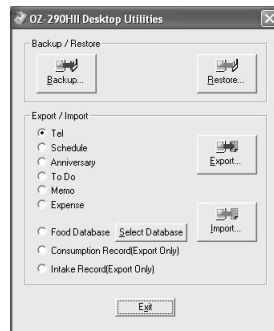 OZ-290HII Desktop Utilities
Backup / Restore
Backup...
Restore...
Export / Import
Tel
Schedule
Anniversary
To Do
Memo
Expense
Export...
Import...
Food Database
Select Database
Consumption Record(Export Only)
Intake Record(Export Only)
Exit